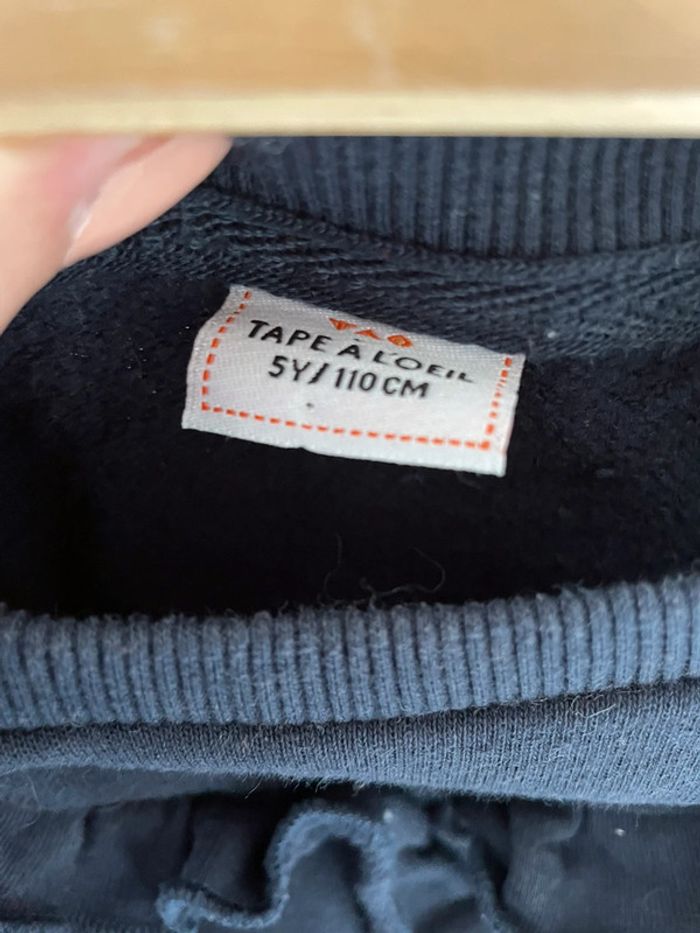 TAO
TAPE À L'OEIL
5Y/110CM